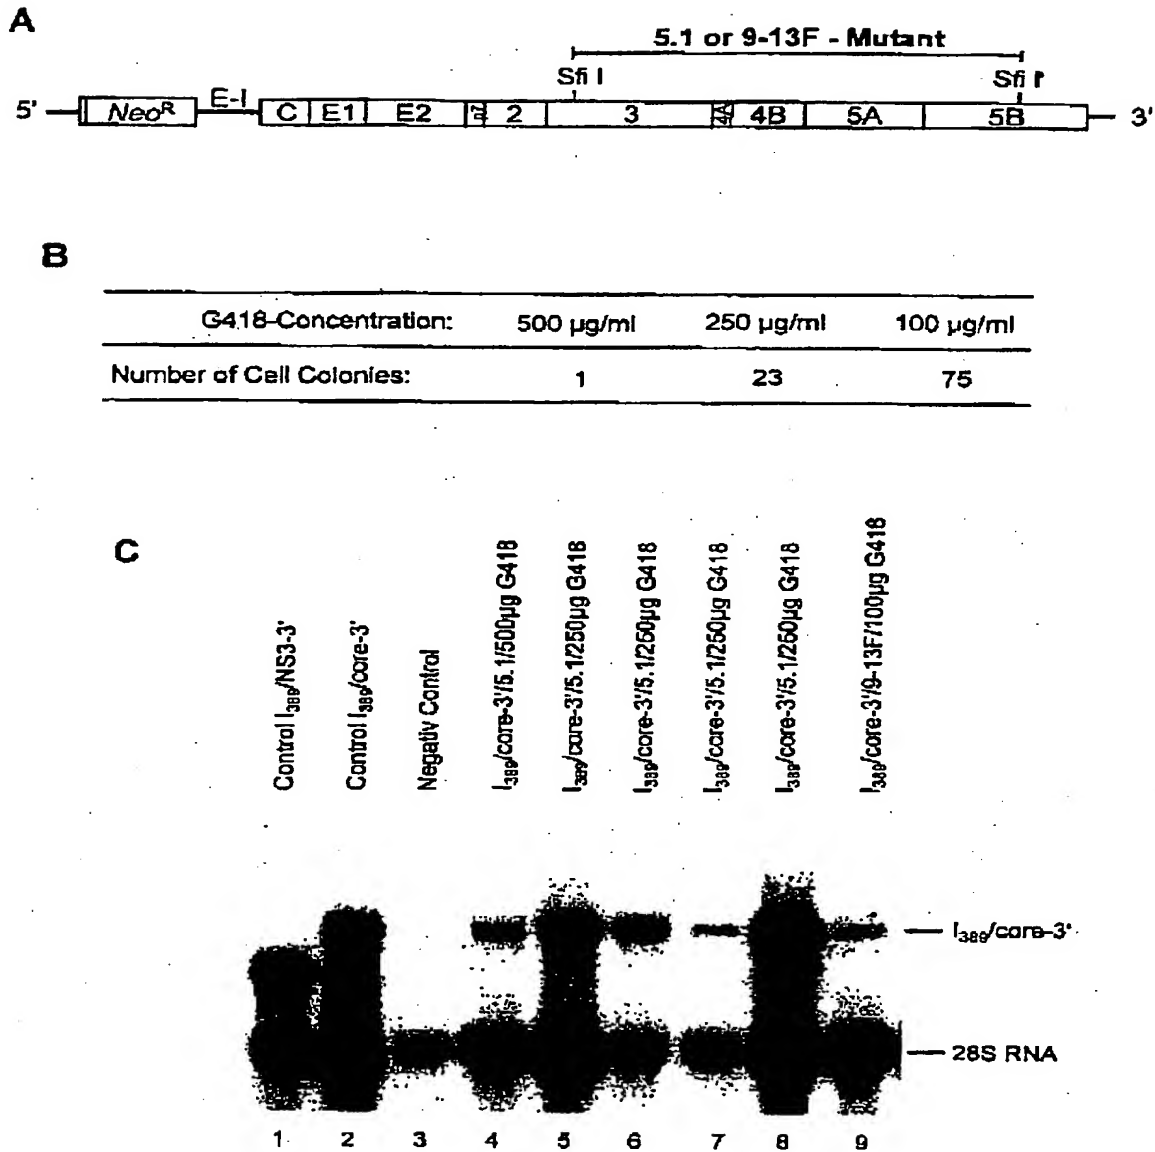 A
5.1 or 9-13F - Mutant
Sfi I Sfi I
5' Neo^R E-I C E1 E2 p7 2 3 4A 4B 5A 5B 3'
B
G418-Concentration: 500 µg/ml 250 µg/ml 100 µg/ml
Number of Cell Colonies: 1 23 75
C
Control I₃₈₉/NS3-3'
Control I₃₈₉/core-3'
Negativ Control
I₃₈₉/core-3'/5.1/500µg G418
I₃₈₉/core-3'/5.1/250µg G418
I₃₈₉/core-3'/5.1/250µg G418
I₃₈₉/core-3'/5.1/250µg G418
I₃₈₉/core-3'/5.1/250µg G418
I₃₈₉/core-3'/9-13F/100µg G418
I₃₈₉/core-3'
28S RNA
1 2 3 4 5 6 7 8 9